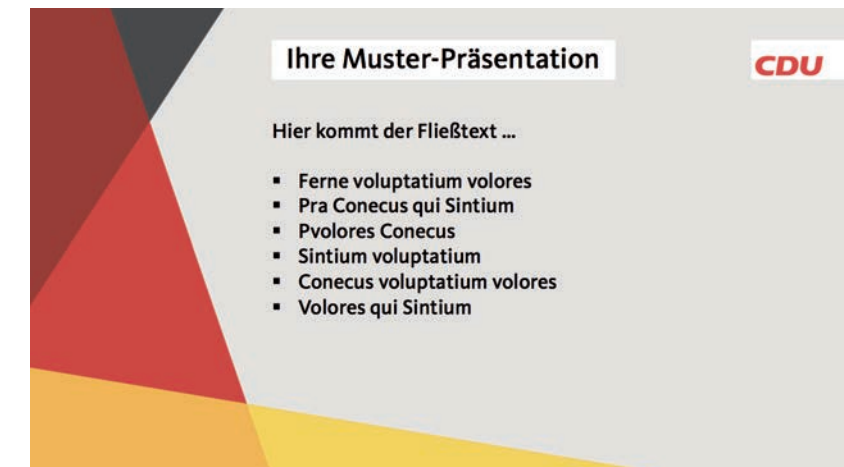 Ihre Muster-Präsentation
CDU
Hier kommt der Fließtext ...
▪ Ferne voluptatium volores
▪ Pra Conecus qui Sintium
▪ Pvolores Conecus
▪ Sintium voluptatium
▪ Conecus voluptatium volores
▪ Volores qui Sintium